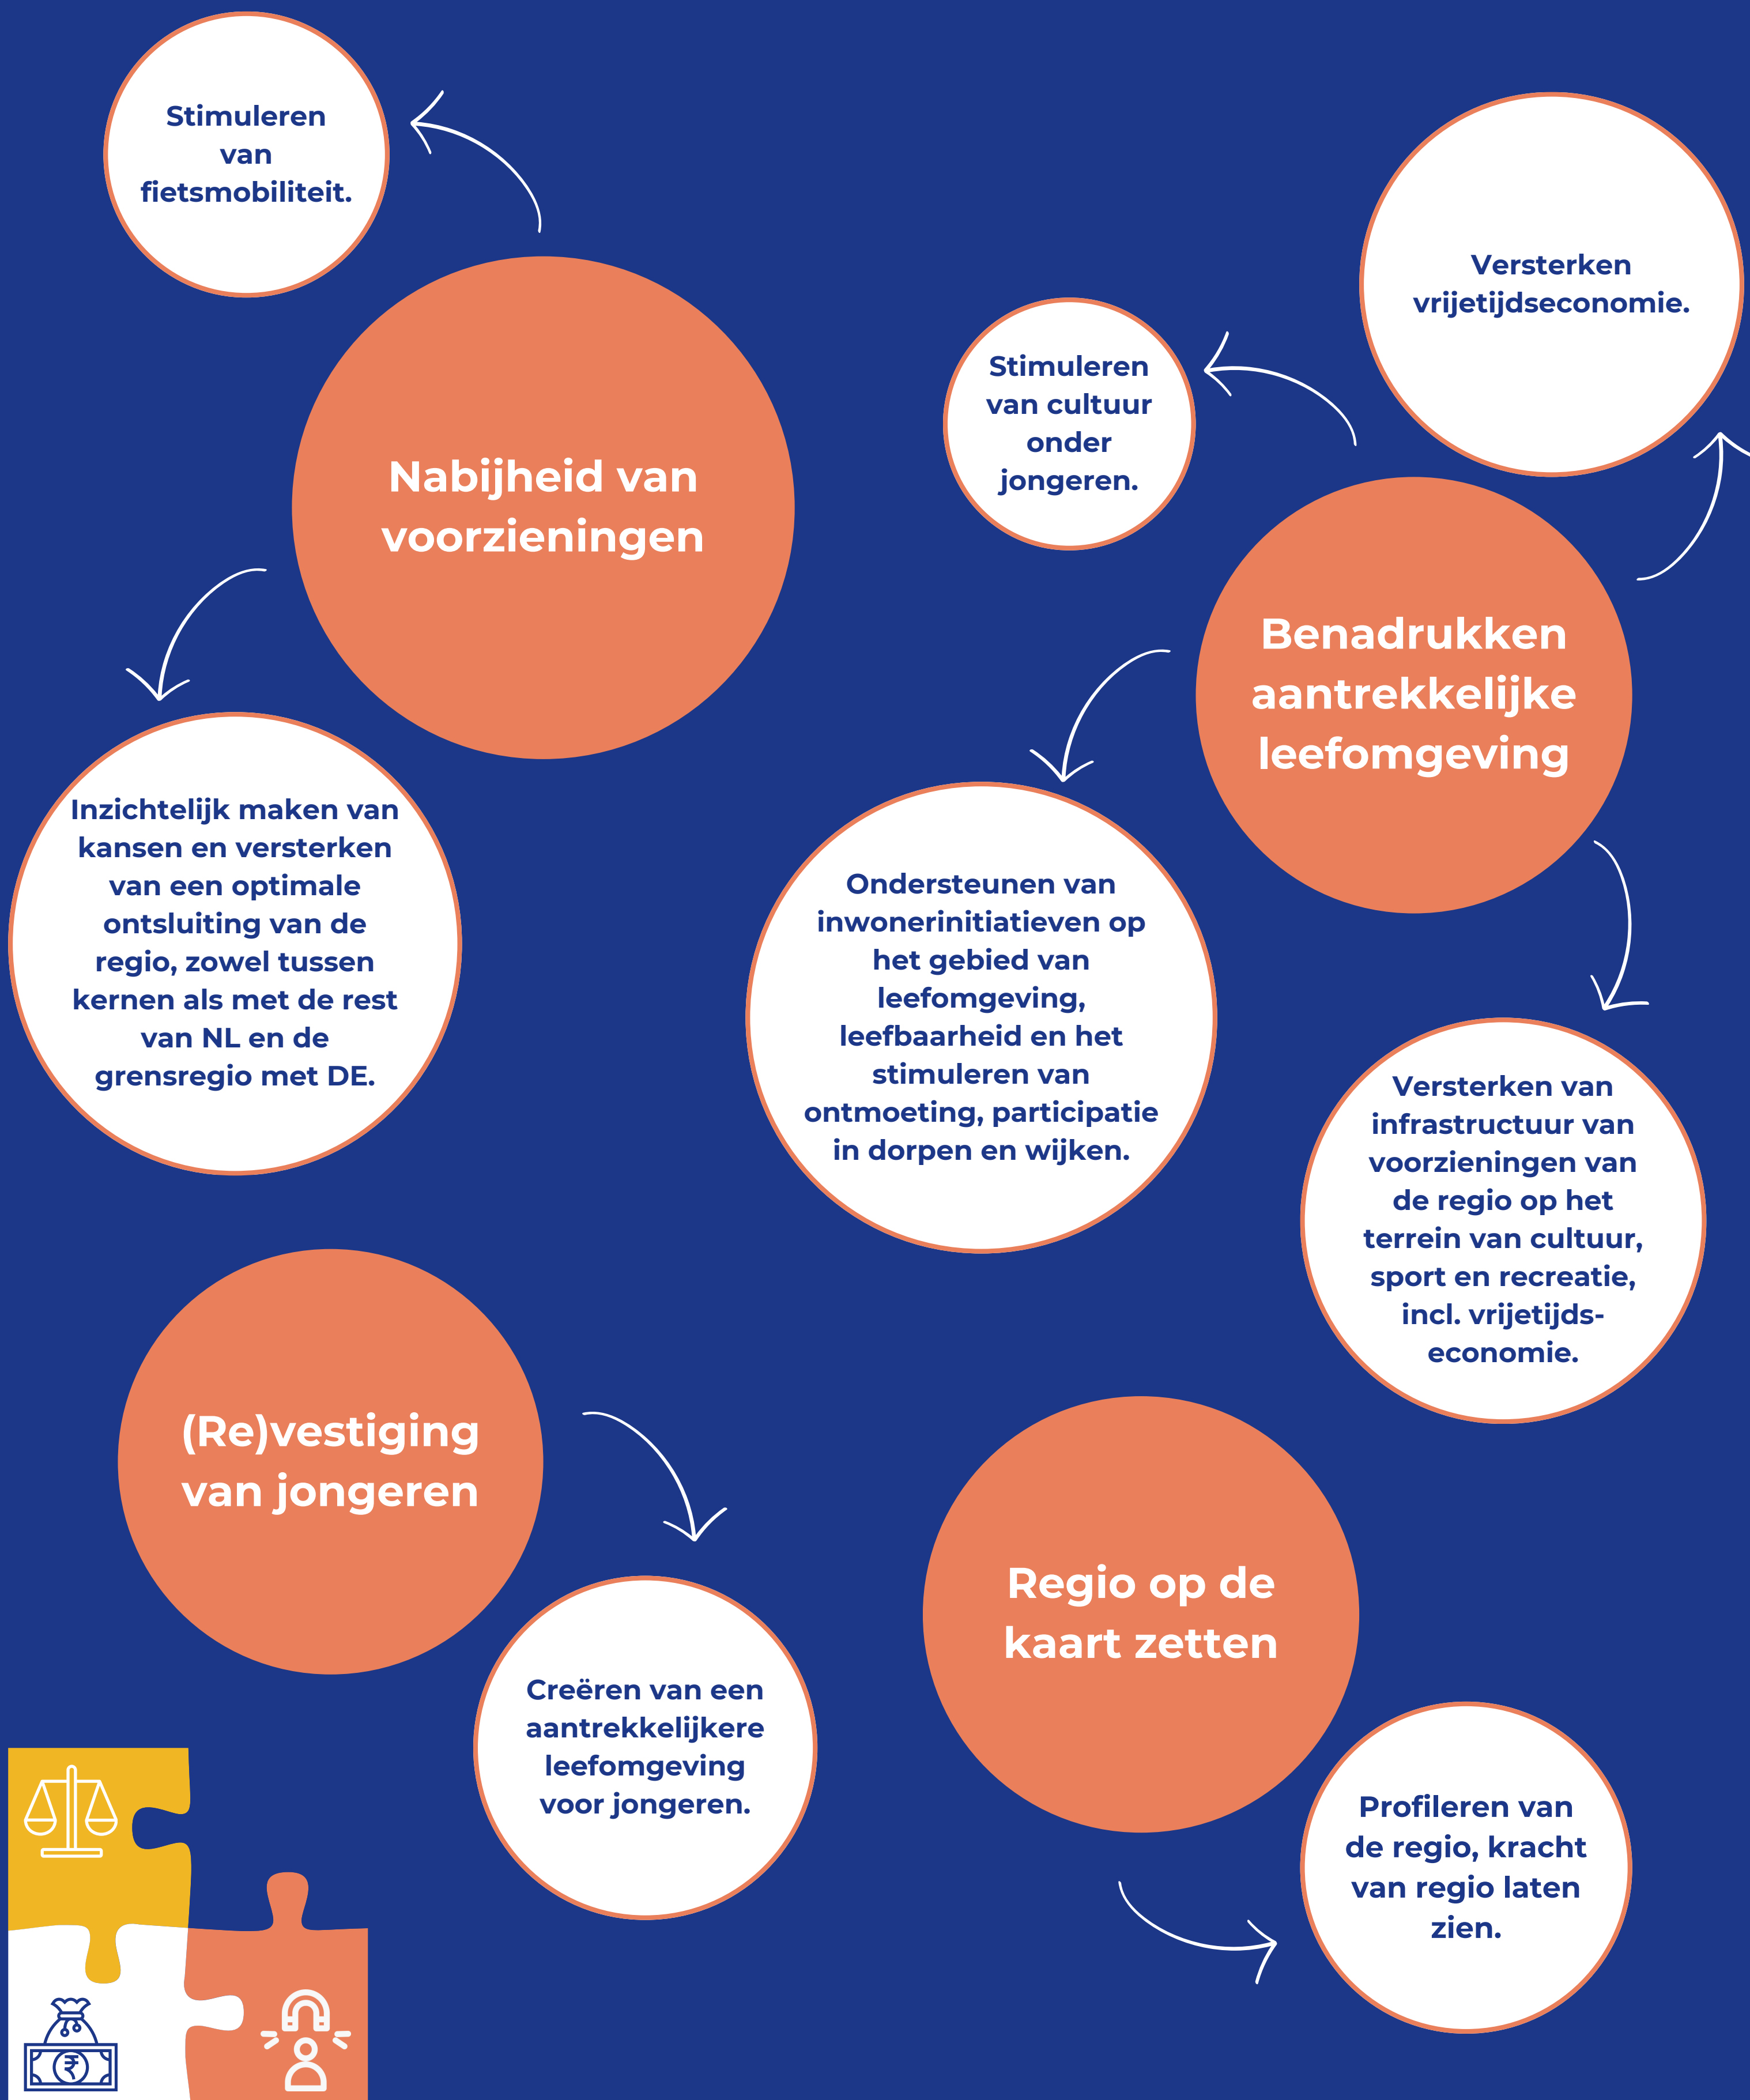 Stimuleren
van
fietsmobiliteit.
Nabijheid van
voorzieningen
Inzichtelijk maken van
kansen en versterken
van een optimale
ontsluiting van de
regio, zowel tussen
kernen als met de rest
van NL en de
grensregio met DE.
Versterken
vrijetijdseconomie.
Stimuleren
van cultuur
onder
jongeren.
Benadrukken
aantrekkelijke
leefomgeving
Ondersteunen van
inwonerinitiatieven op
het gebied van
leefomgeving,
leefbaarheid en het
stimuleren van
ontmoeting, participatie
in dorpen en wijken.
Versterken van
infrastructuur van
voorzieningen van
de regio op het
terrein van cultuur,
sport en recreatie,
incl. vrijetijds-
economie.
(Re)vestiging
van jongeren
Creëren van een
aantrekkelijkere
leefomgeving
voor jongeren.
Regio op de
kaart zetten
Profileren van
de regio, kracht
van regio laten
zien.
₹